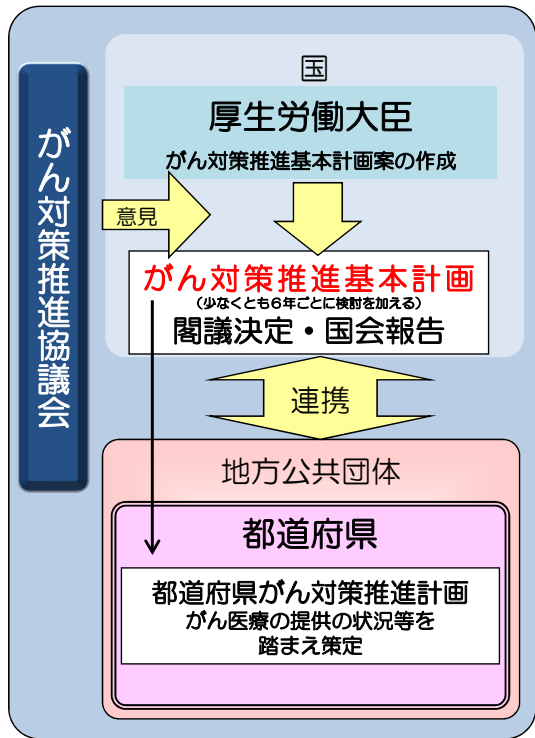 がん対策推進協議会
国
厚生労働大臣
がん対策推進基本計画案の作成
意見
がん対策推進基本計画
(少なくとも6年ごとに検討を加える)
閣議決定・国会報告
連携
地方公共団体
都道府県
都道府県がん対策推進計画
がん医療の提供の状況等を
踏まえ策定